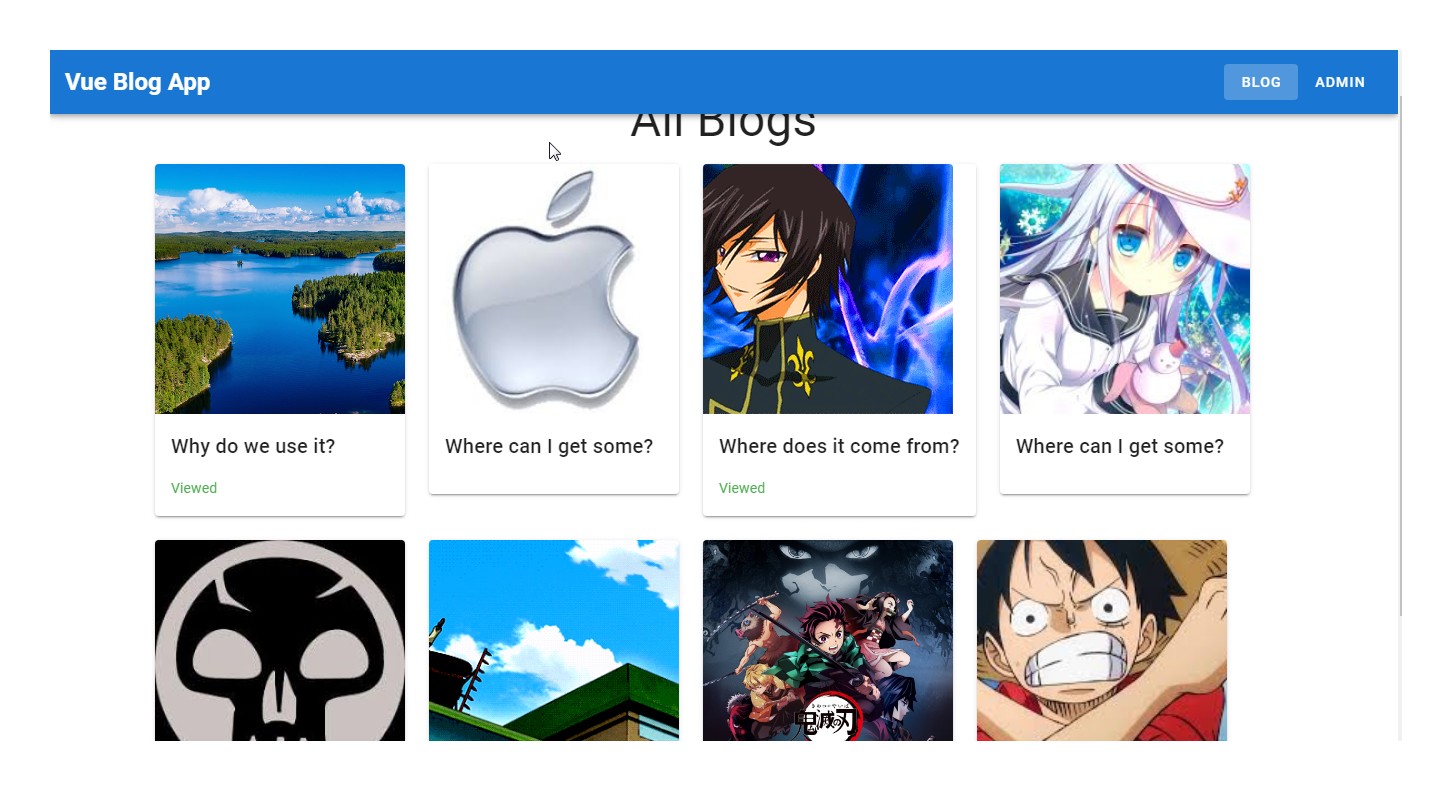 Vue Blog App
BLOG
ADMIN
All Blogs
Why do we use it?
Viewed
Where can I get some?
Where does it come from?
Viewed
Where can I get some?
鬼滅の刃